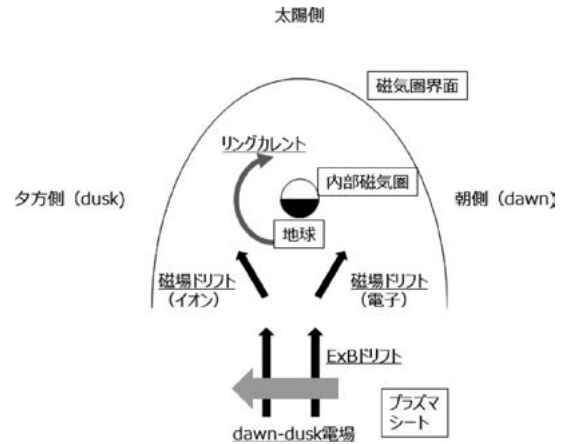 太陽側
磁気圏界面
リングカレント
内部磁気圏
夕方側（dusk)
朝側（dawn)
地球
磁場ドリフト
（イオン）
磁場ドリフト
（電子）
ExBドリフト
プラズマ
シート
dawn-dusk電場